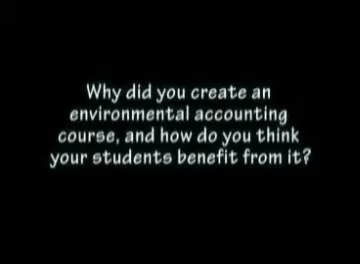 Why did you create an
environmental accounting
course, and how do you think
your students benefit from it?